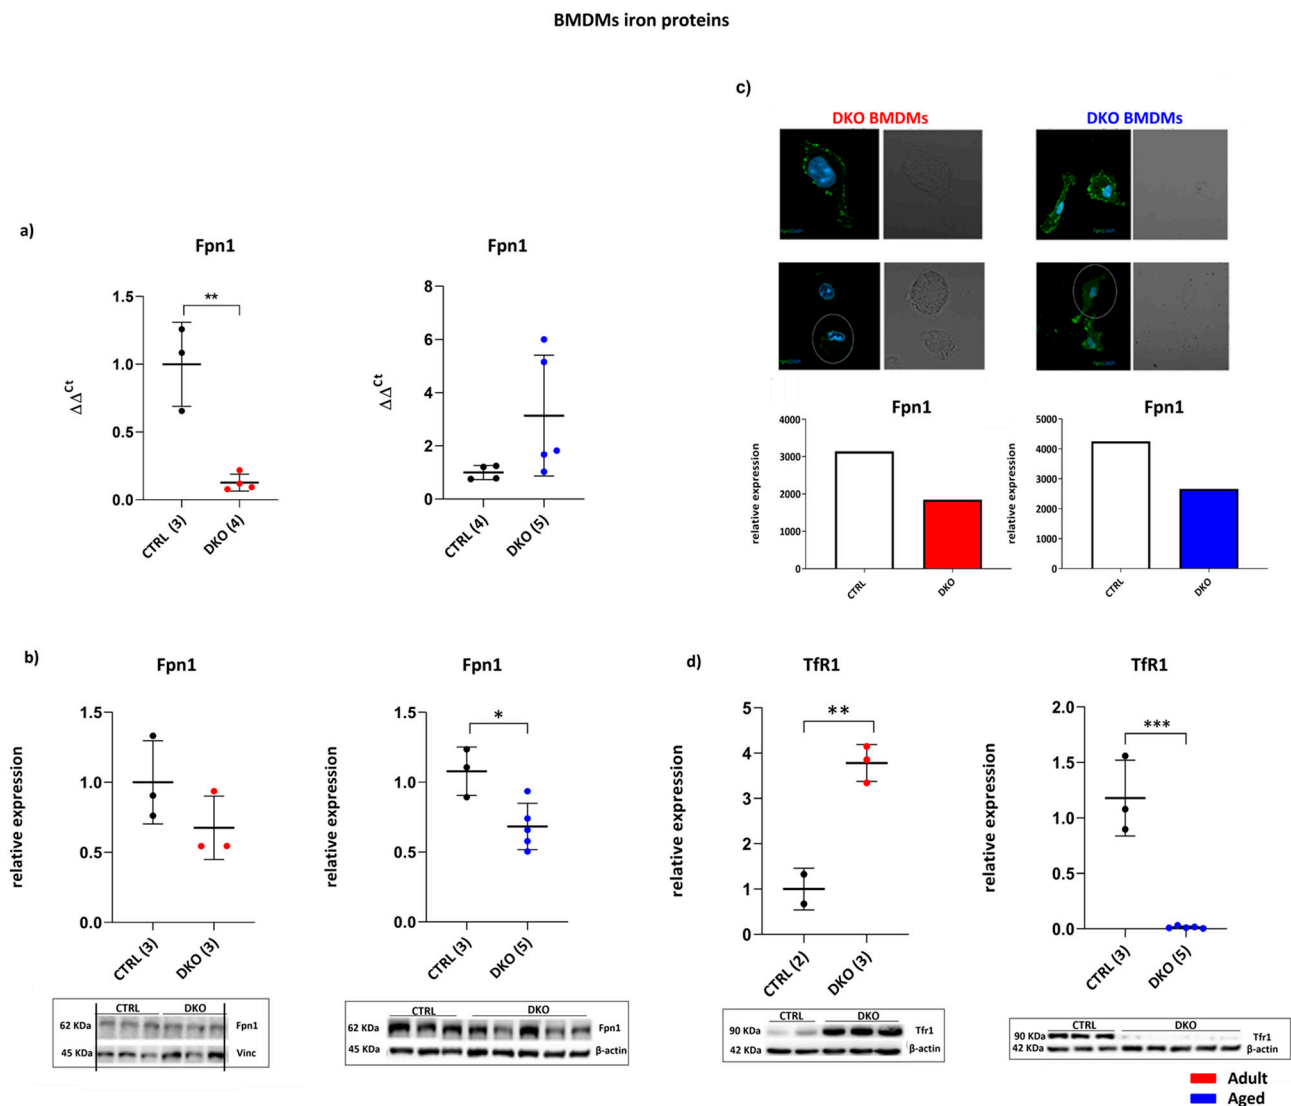 BMDMs iron proteins
a)
Fpn1
ΔΔCt
1.5
1.0
0.5
0.0
**
CTRL (3)
DKO (4)
Fpn1
ΔΔCt
8
6
4
2
0
CTRL (4)
DKO (5)
c)
DKO BMDMs
DKO BMDMs
Fpn1
relative expression
4000
3000
2000
1000
0
CTRL
DKO
Fpn1
relative expression
5000
4000
3000
2000
1000
0
CTRL
DKO
b)
Fpn1
relative expression
1.5
1.0
0.5
0.0
CTRL (3)
DKO (3)
CTRL DKO
62 KDa Fpn1
45 KDa Vinc
Fpn1
relative expression
1.5
1.0
0.5
0.0
*
CTRL (3)
DKO (5)
CTRL DKO
62 KDa Fpn1
45 KDa β-actin
d)
TfR1
relative expression
5
4
3
2
1
0
**
CTRL (2)
DKO (3)
CTRL DKO
90 KDa Tfr1
42 KDa β-actin
TfR1
relative expression
2.0
1.5
1.0
0.5
0.0
***
CTRL (3)
DKO (5)
CTRL DKO
90 KDa Tfr1
42 KDa β-actin
Adult
Aged